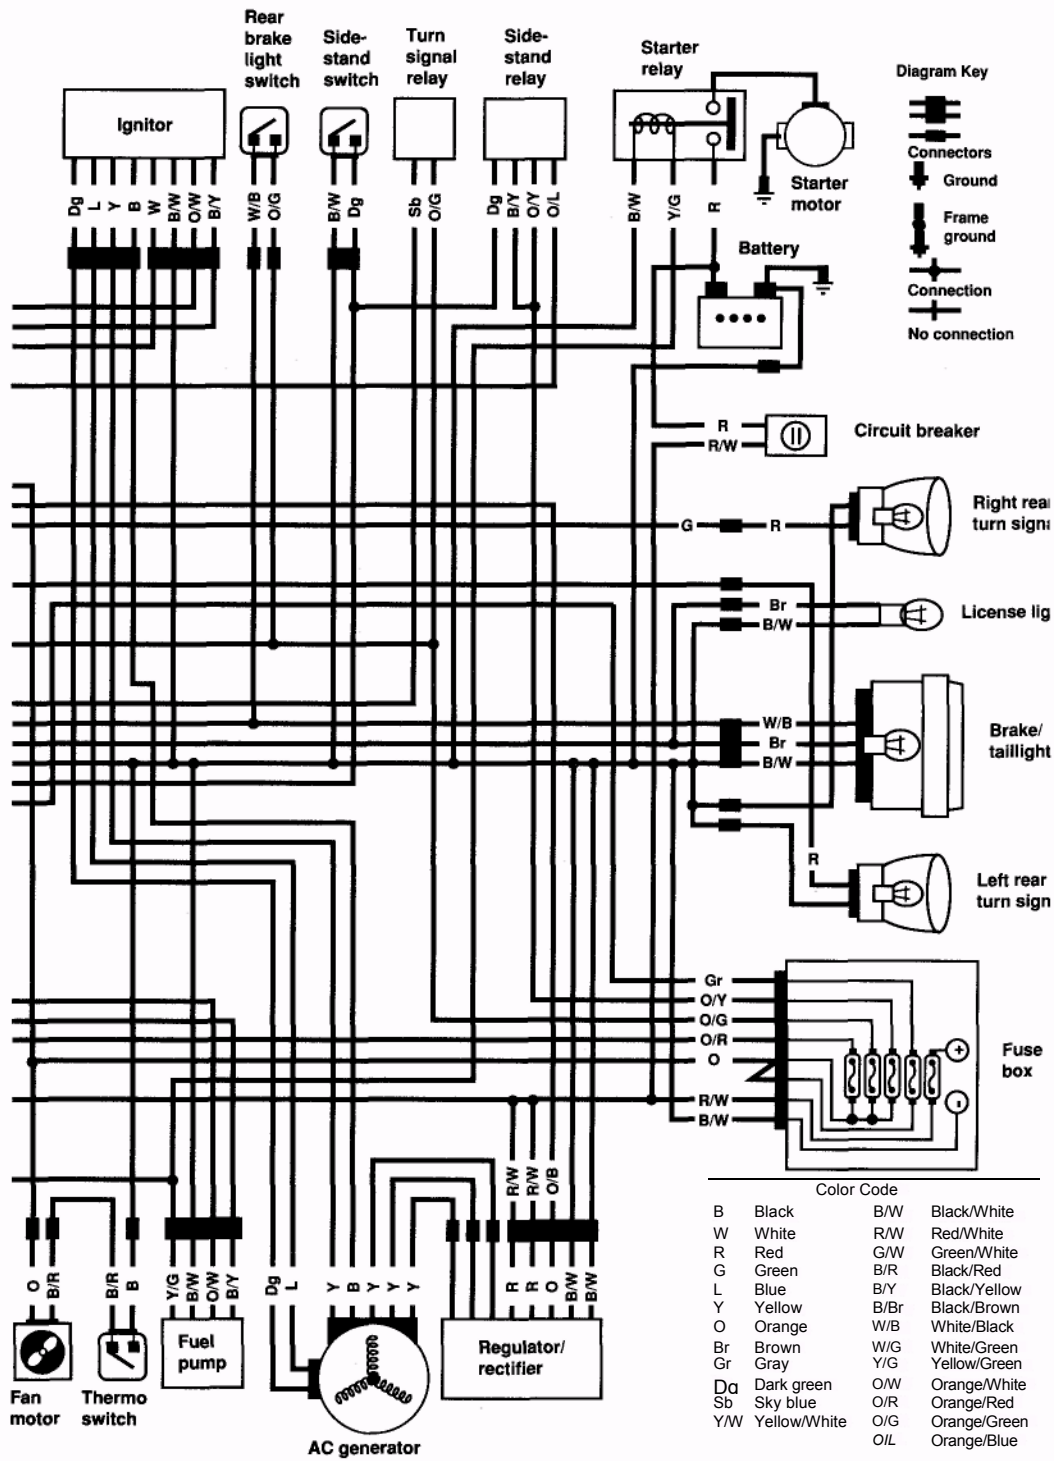 Rear
brake
light
switch
Side-
stand
switch
Turn
signal
relay
Side-
stand
relay
Starter
relay
Diagram Key
Ignitor
Connectors
Ground
Starter
motor
Frame
ground
Dg L Y B W B/W O/W B/Y
W/B O/G
B/W Dg
Sb O/G
Dg B/Y O/Y O/L
B/W Y/G R
Battery
Connection
No connection
R
R/W
Circuit breaker
Right rea
turn signa
G R
Br
B/W
License lig
W/B
Br
B/W
Brake/
taillight
R
Left rear
turn sign
Gr
O/Y
O/G
O/R
O
R/W
B/W
+
-
Fuse
box
R/W R/W O/B
O B/R B/R B Y/G B/W O/W B/Y Dg L Y B Y Y Y R R O B/W B/W
Fan
motor
Thermo
switch
Fuel
pump
AC generator
Regulator/
rectifier
Color Code
B Black B/W Black/White
W White R/W Red/White
R Red G/W Green/White
G Green B/R Black/Red
L Blue B/Y Black/Yellow
Y Yellow B/Br Black/Brown
O Orange W/B White/Black
Br Brown W/G White/Green
Gr Gray Y/G Yellow/Green
Dg Dark green O/W Orange/White
Sb Sky blue O/R Orange/Red
Y/W Yellow/White O/G Orange/Green
O/L Orange/Blue